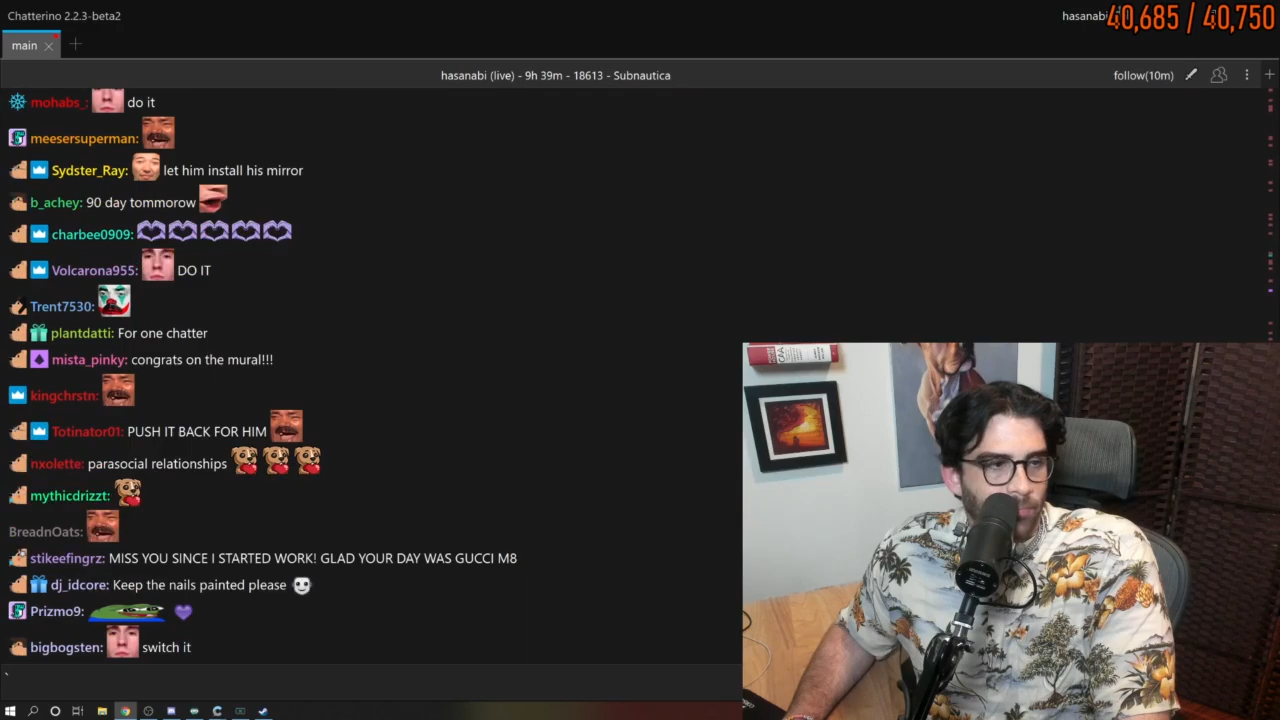 Chatterino 2.2.3-beta2
hasanabi
40,685 / 40,750
main
hasanabi (live) - 9h 39m - 18613 - Subnautica
follow(10m)
mohabs_: do it
meesersuperman:
Sydster_Ray: let him install his mirror
b_achey: 90 day tommorow
charbee0909:
Volcarona955: DO IT
Trent7530:
plantdatti: For one chatter
mista_pinky: congrats on the mural!!!
kingchrstn:
Totinator01: PUSH IT BACK FOR HIM
nxolette: parasocial relationships
mythicdrizzt:
BreadnOats:
stikeefingrz: MISS YOU SINCE I STARTED WORK! GLAD YOUR DAY WAS GUCCI M8
dj_idcore: Keep the nails painted please
Prizmo9:
bigbogsten: switch it
`